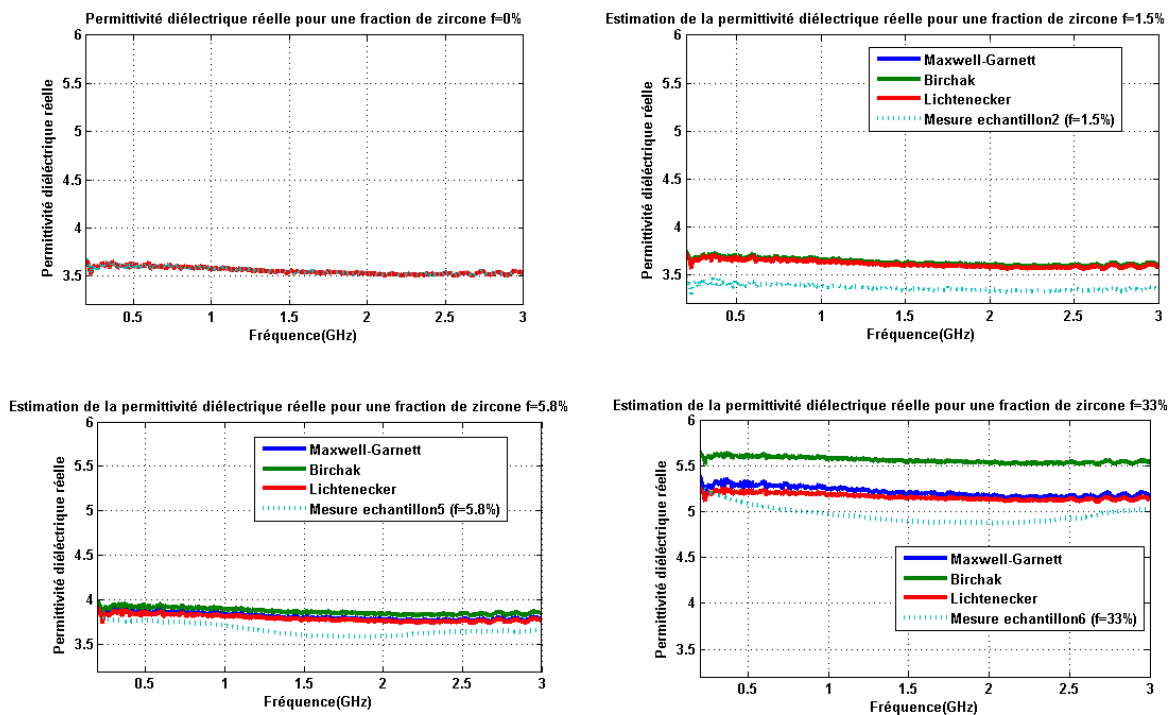 Permittivité diélectrique réelle pour une fraction de zircone f=0%
6
5.5
5
4.5
4
3.5
Permittivité diéléctrique réelle
0.5
1
1.5
2
2.5
3
Fréquence(GHz)
Estimation de la permittivité diélectrique réelle pour une fraction de zircone f=1.5%
6
5.5
5
4.5
4
3.5
Permittivité diéléctrique réelle
Maxwell-Garnett
Birchak
Lichtenecker
Mesure echantillon2 (f=1.5%)
0.5
1
1.5
2
2.5
3
Fréquence(GHz)
Estimation de la permittivité diélectrique réelle pour une fraction de zircone f=5.8%
6
5.5
5
4.5
4
3.5
Permittivité diéléctrique réelle
Maxwell-Garnett
Birchak
Lichtenecker
Mesure echantillon5 (f=5.8%)
0.5
1
1.5
2
2.5
3
Fréquence(GHz)
Estimation de la permittivité diélectrique réelle pour une fraction de zircone f=33%
6
5.5
5
4.5
4
3.5
Permittivité diéléctrique réelle
Maxwell-Garnett
Birchak
Lichtenecker
Mesure echantillon6 (f=33%)
0.5
1
1.5
2
2.5
3
Fréquence(GHz)